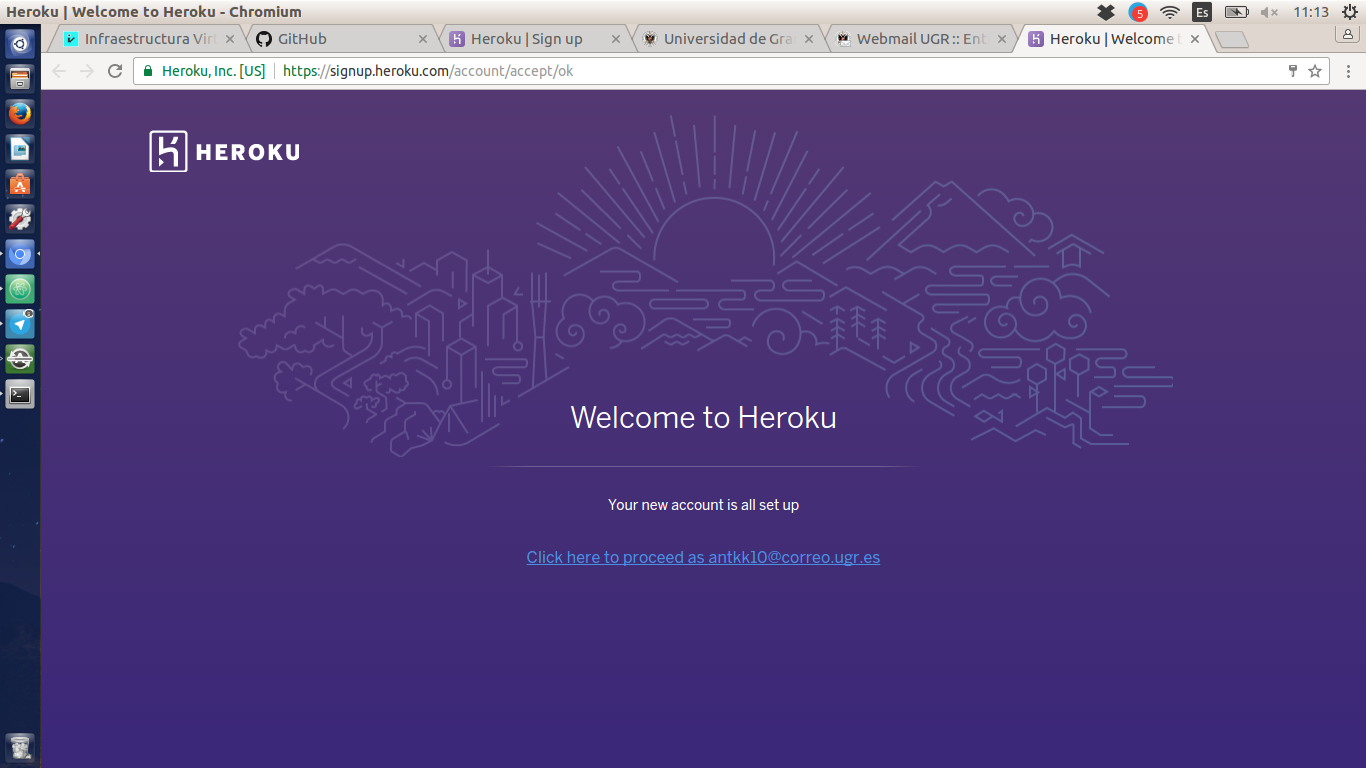 Heroku | Welcome to Heroku - Chromium
5
Es
11:13
Infraestructura Vir
GitHub
Heroku | Sign up
Universidad de Gra
Webmail UGR :: Ent
Heroku | Welcome t
Heroku, Inc. [US]
https://signup.heroku.com/account/accept/ok
HEROKU
Welcome to Heroku
Your new account is all set up
Click here to proceed as antkk10@correo.ugr.es